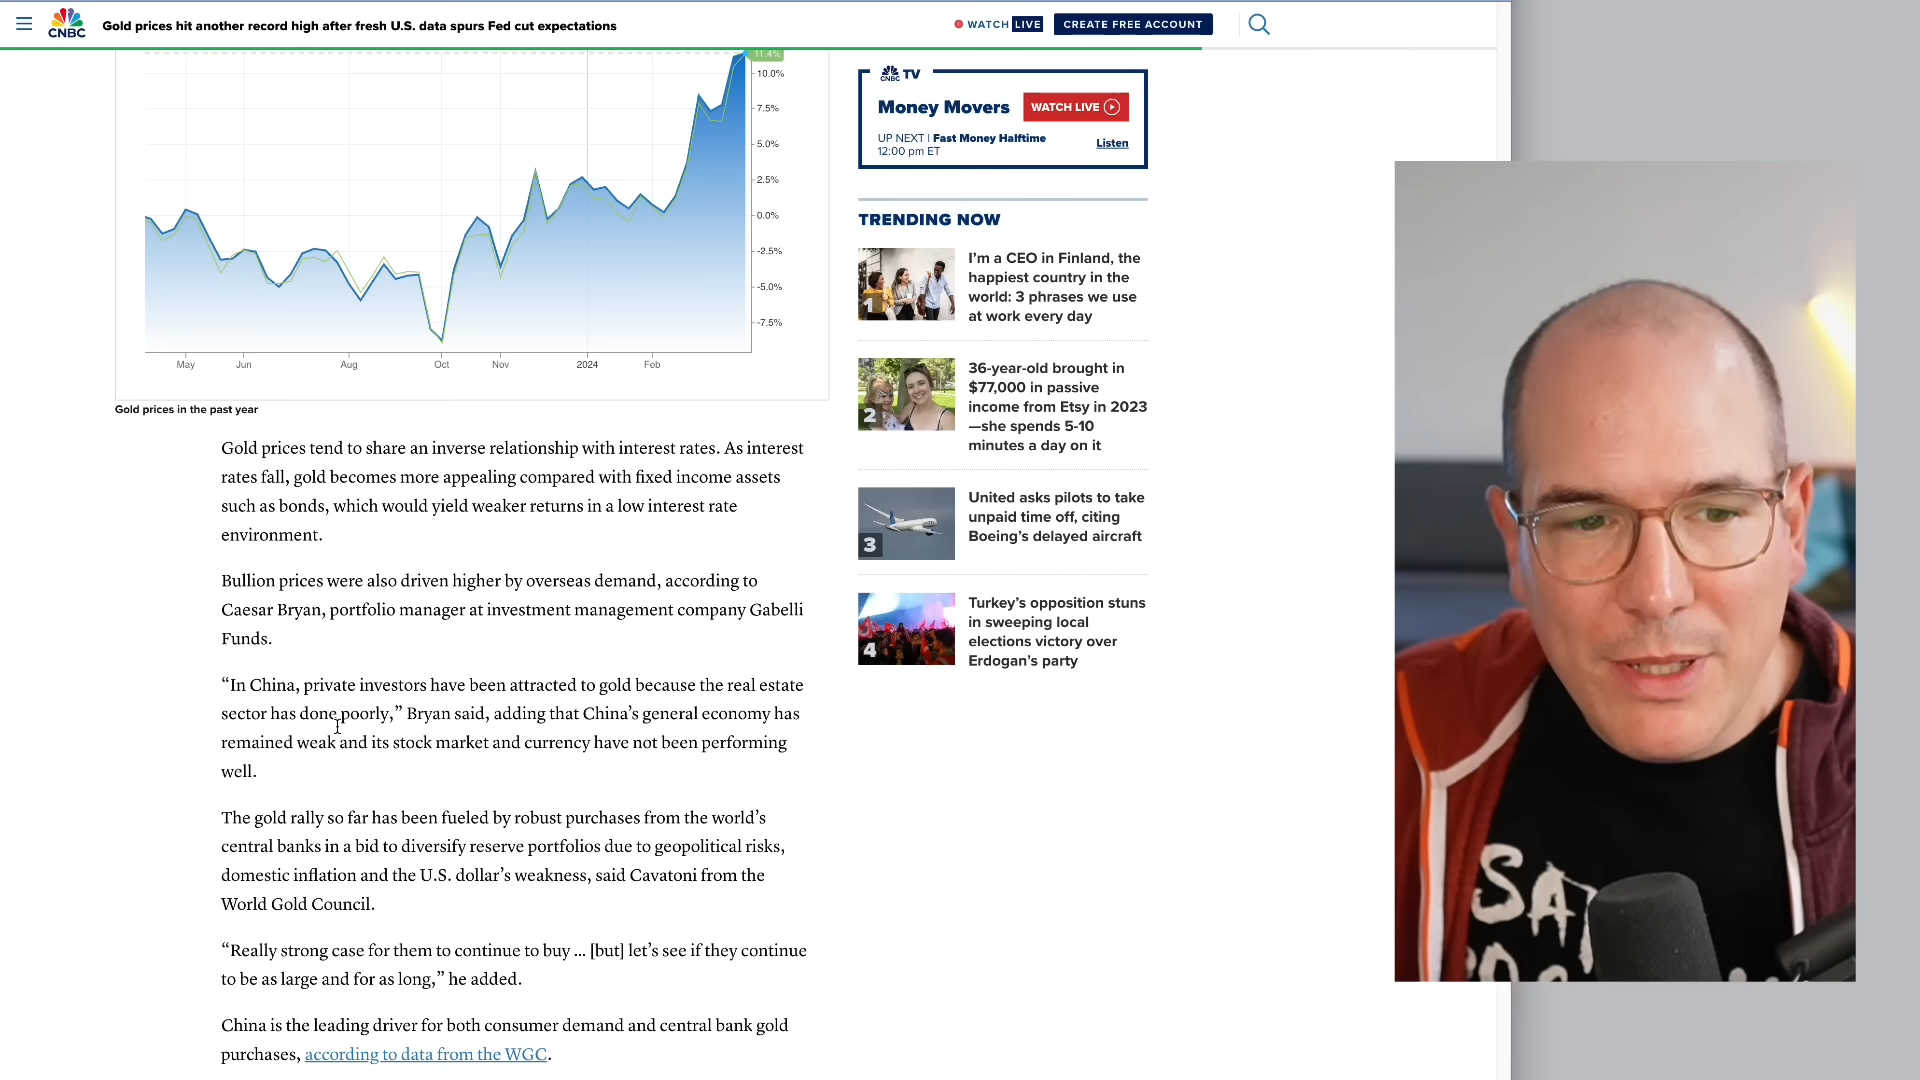 CNBC
Gold prices hit another record high after fresh U.S. data spurs Fed cut expectations
WATCH LIVE
CREATE FREE ACCOUNT
11.4%
10.0%
7.5%
5.0%
2.5%
0.0%
-2.5%
-5.0%
-7.5%
May
Jun
Aug
Oct
Nov
2024
Feb
Gold prices in the past year
Gold prices tend to share an inverse relationship with interest rates. As interest
rates fall, gold becomes more appealing compared with fixed income assets
such as bonds, which would yield weaker returns in a low interest rate
environment.
Bullion prices were also driven higher by overseas demand, according to
Caesar Bryan, portfolio manager at investment management company Gabelli
Funds.
“In China, private investors have been attracted to gold because the real estate
sector has done poorly,” Bryan said, adding that China’s general economy has
remained weak and its stock market and currency have not been performing
well.
The gold rally so far has been fueled by robust purchases from the world’s
central banks in a bid to diversify reserve portfolios due to geopolitical risks,
domestic inflation and the U.S. dollar’s weakness, said Cavatoni from the
World Gold Council.
“Really strong case for them to continue to buy ... [but] let’s see if they continue
to be as large and for as long,” he added.
China is the leading driver for both consumer demand and central bank gold
purchases, according to data from the WGC.
CNBC TV
Money Movers
WATCH LIVE
UP NEXT | Fast Money Halftime
12:00 pm ET
Listen
TRENDING NOW
1
I’m a CEO in Finland, the
happiest country in the
world: 3 phrases we use
at work every day
2
36-year-old brought in
$77,000 in passive
income from Etsy in 2023
—she spends 5-10
minutes a day on it
3
United asks pilots to take
unpaid time off, citing
Boeing’s delayed aircraft
4
Turkey’s opposition stuns
in sweeping local
elections victory over
Erdogan’s party